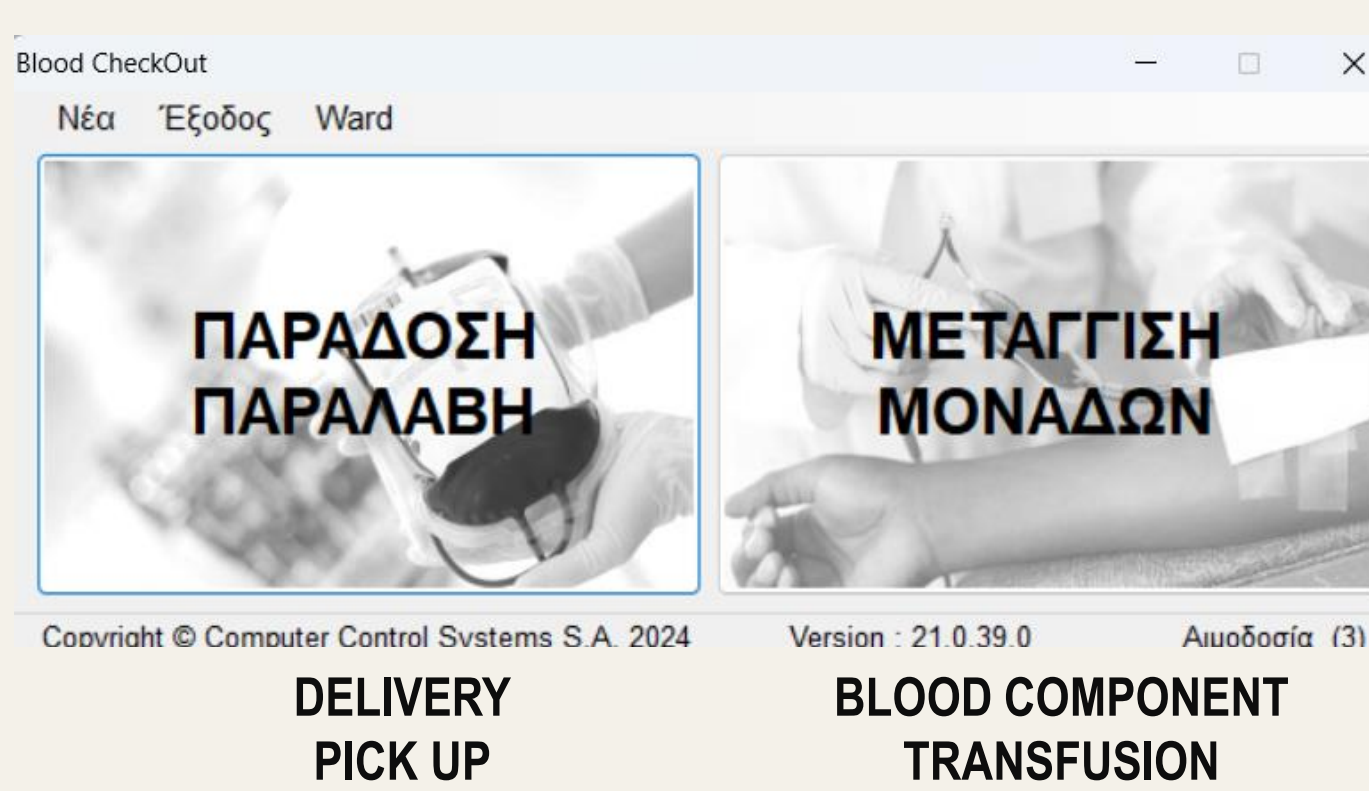 Blood CheckOut
Νέα Έξοδος Ward
ΠΑΡΑΔΟΣΗ
ΠΑΡΑΛΑΒΗ
ΜΕΤΑΓΓΙΣΗ
ΜΟΝΑΔΩΝ
Copyright © Computer Control Systems S.A. 2024 Version : 21.0.39.0 Αιμοδοσία (3)
DELIVERY
PICK UP
BLOOD COMPONENT
TRANSFUSION